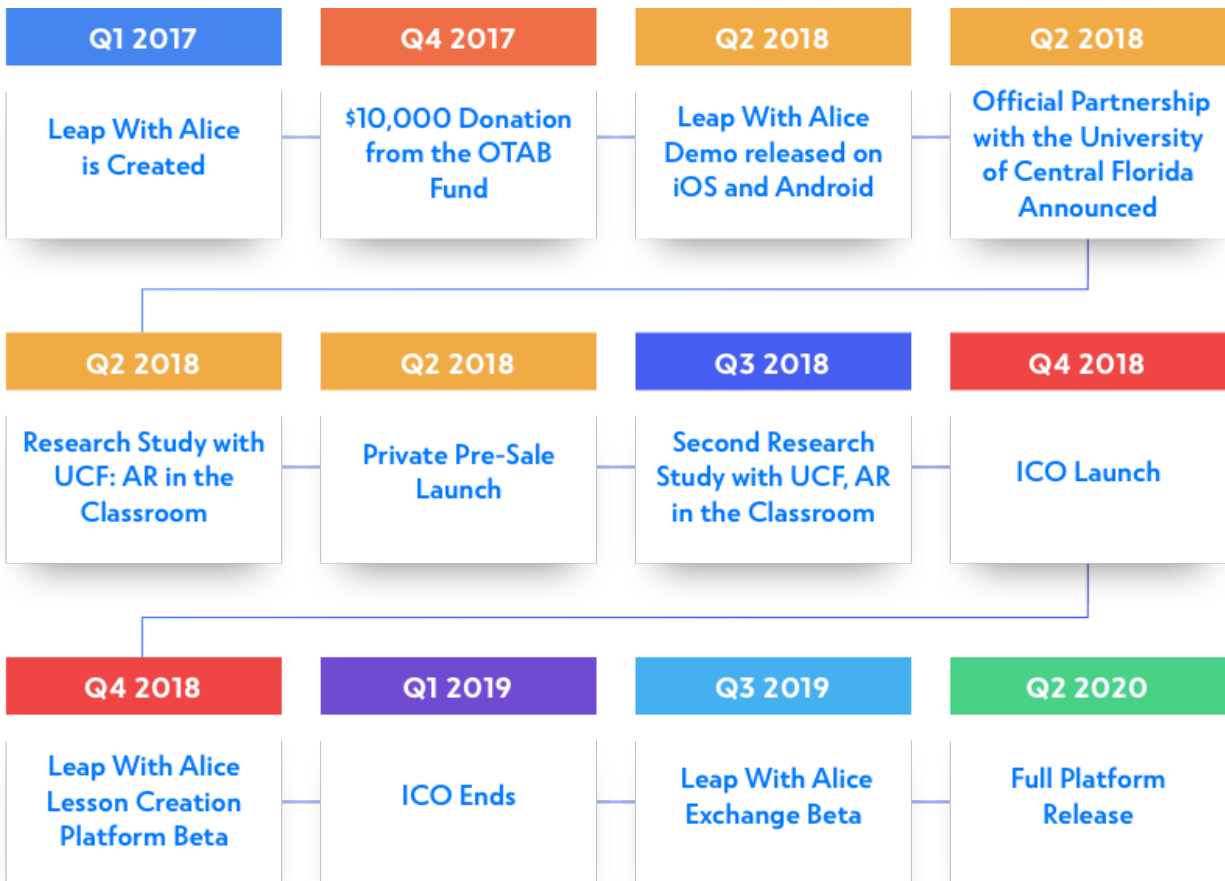 Q1 2017
Leap With Alice
is Created
Q4 2017
$10,000 Donation
from the OTAB
Fund
Q2 2018
Leap With Alice
Demo released on
iOS and Android
Q2 2018
Official Partnership
with the University
of Central Florida
Announced
Q2 2018
Research Study with
UCF: AR in the
Classroom
Q2 2018
Private Pre-Sale
Launch
Q3 2018
Second Research
Study with UCF, AR
in the Classroom
Q4 2018
ICO Launch
Q4 2018
Leap With Alice
Lesson Creation
Platform Beta
Q1 2019
ICO Ends
Q3 2019
Leap With Alice
Exchange Beta
Q2 2020
Full Platform
Release